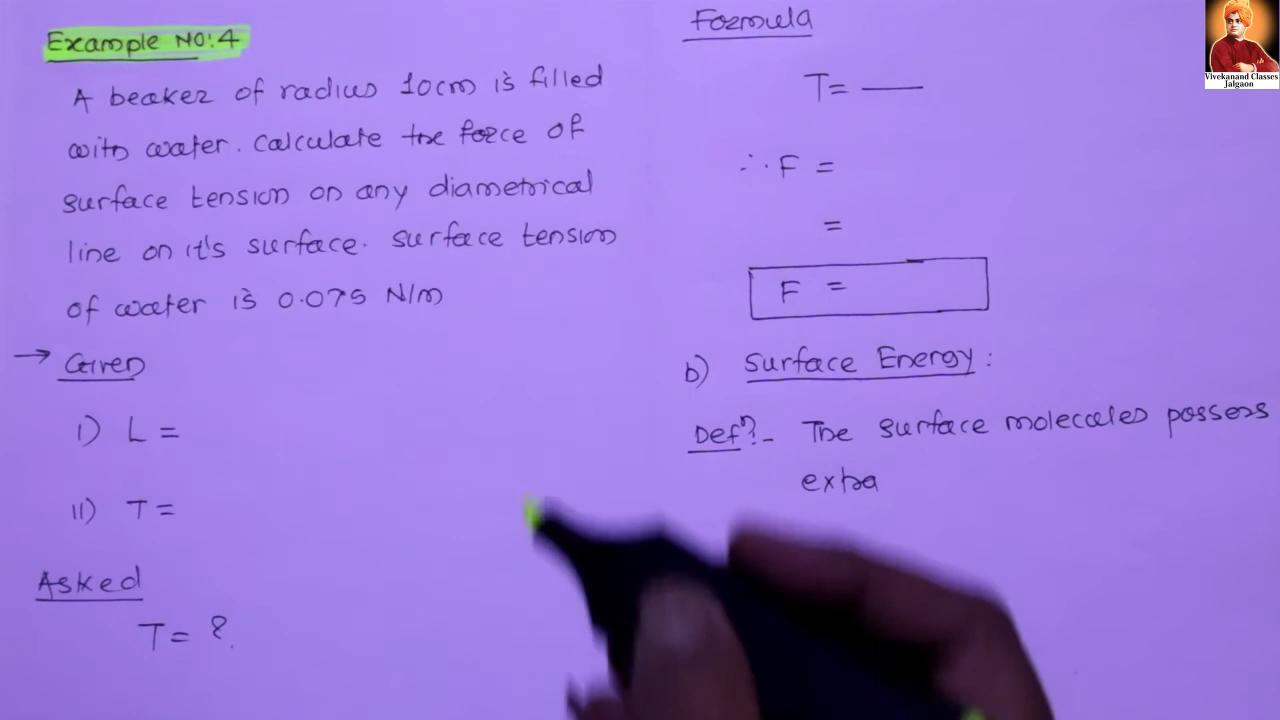 Example No:4
A beaker of radius 10cm is filled
with water. Calculate the force of
surface tension on any diametrical
line on it's surface. surface tension
of water is 0.075 N/m
→ Given
i) L =
ii) T =
Asked
T = ?.
Formula
T = —
∴ F =
=
F =
b) Surface Energy:
Defn:- The surface molecules possess
extra
Vivekanand Classes
Jalgaon